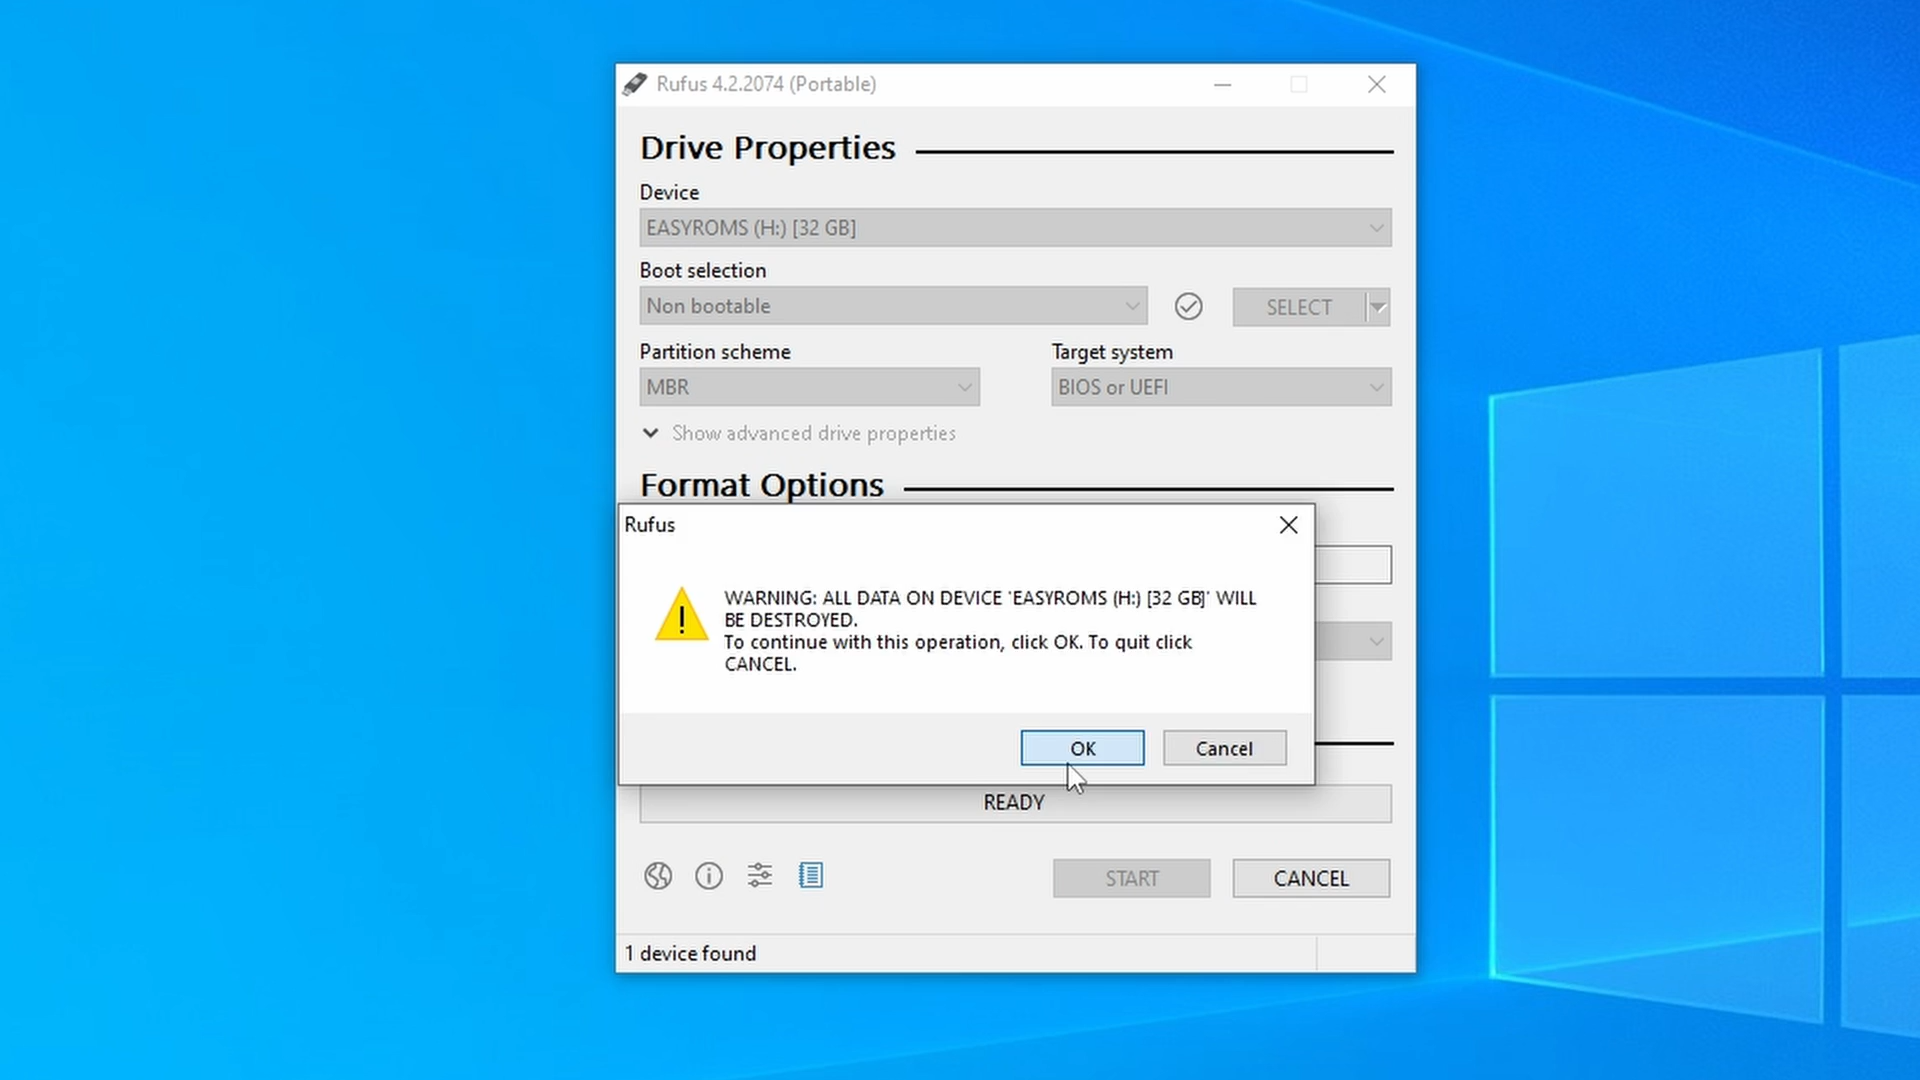 Rufus 4.2.2074 (Portable)
Drive Properties
Device
EASYROMS (H:) [32 GB]
Boot selection
Non bootable
SELECT
Partition scheme
Target system
MBR
BIOS or UEFI
Show advanced drive properties
Format Options
Rufus
WARNING: ALL DATA ON DEVICE 'EASYROMS (H:) [32 GB]' WILL
BE DESTROYED.
To continue with this operation, click OK. To quit click
CANCEL.
OK
Cancel
READY
START
CANCEL
1 device found